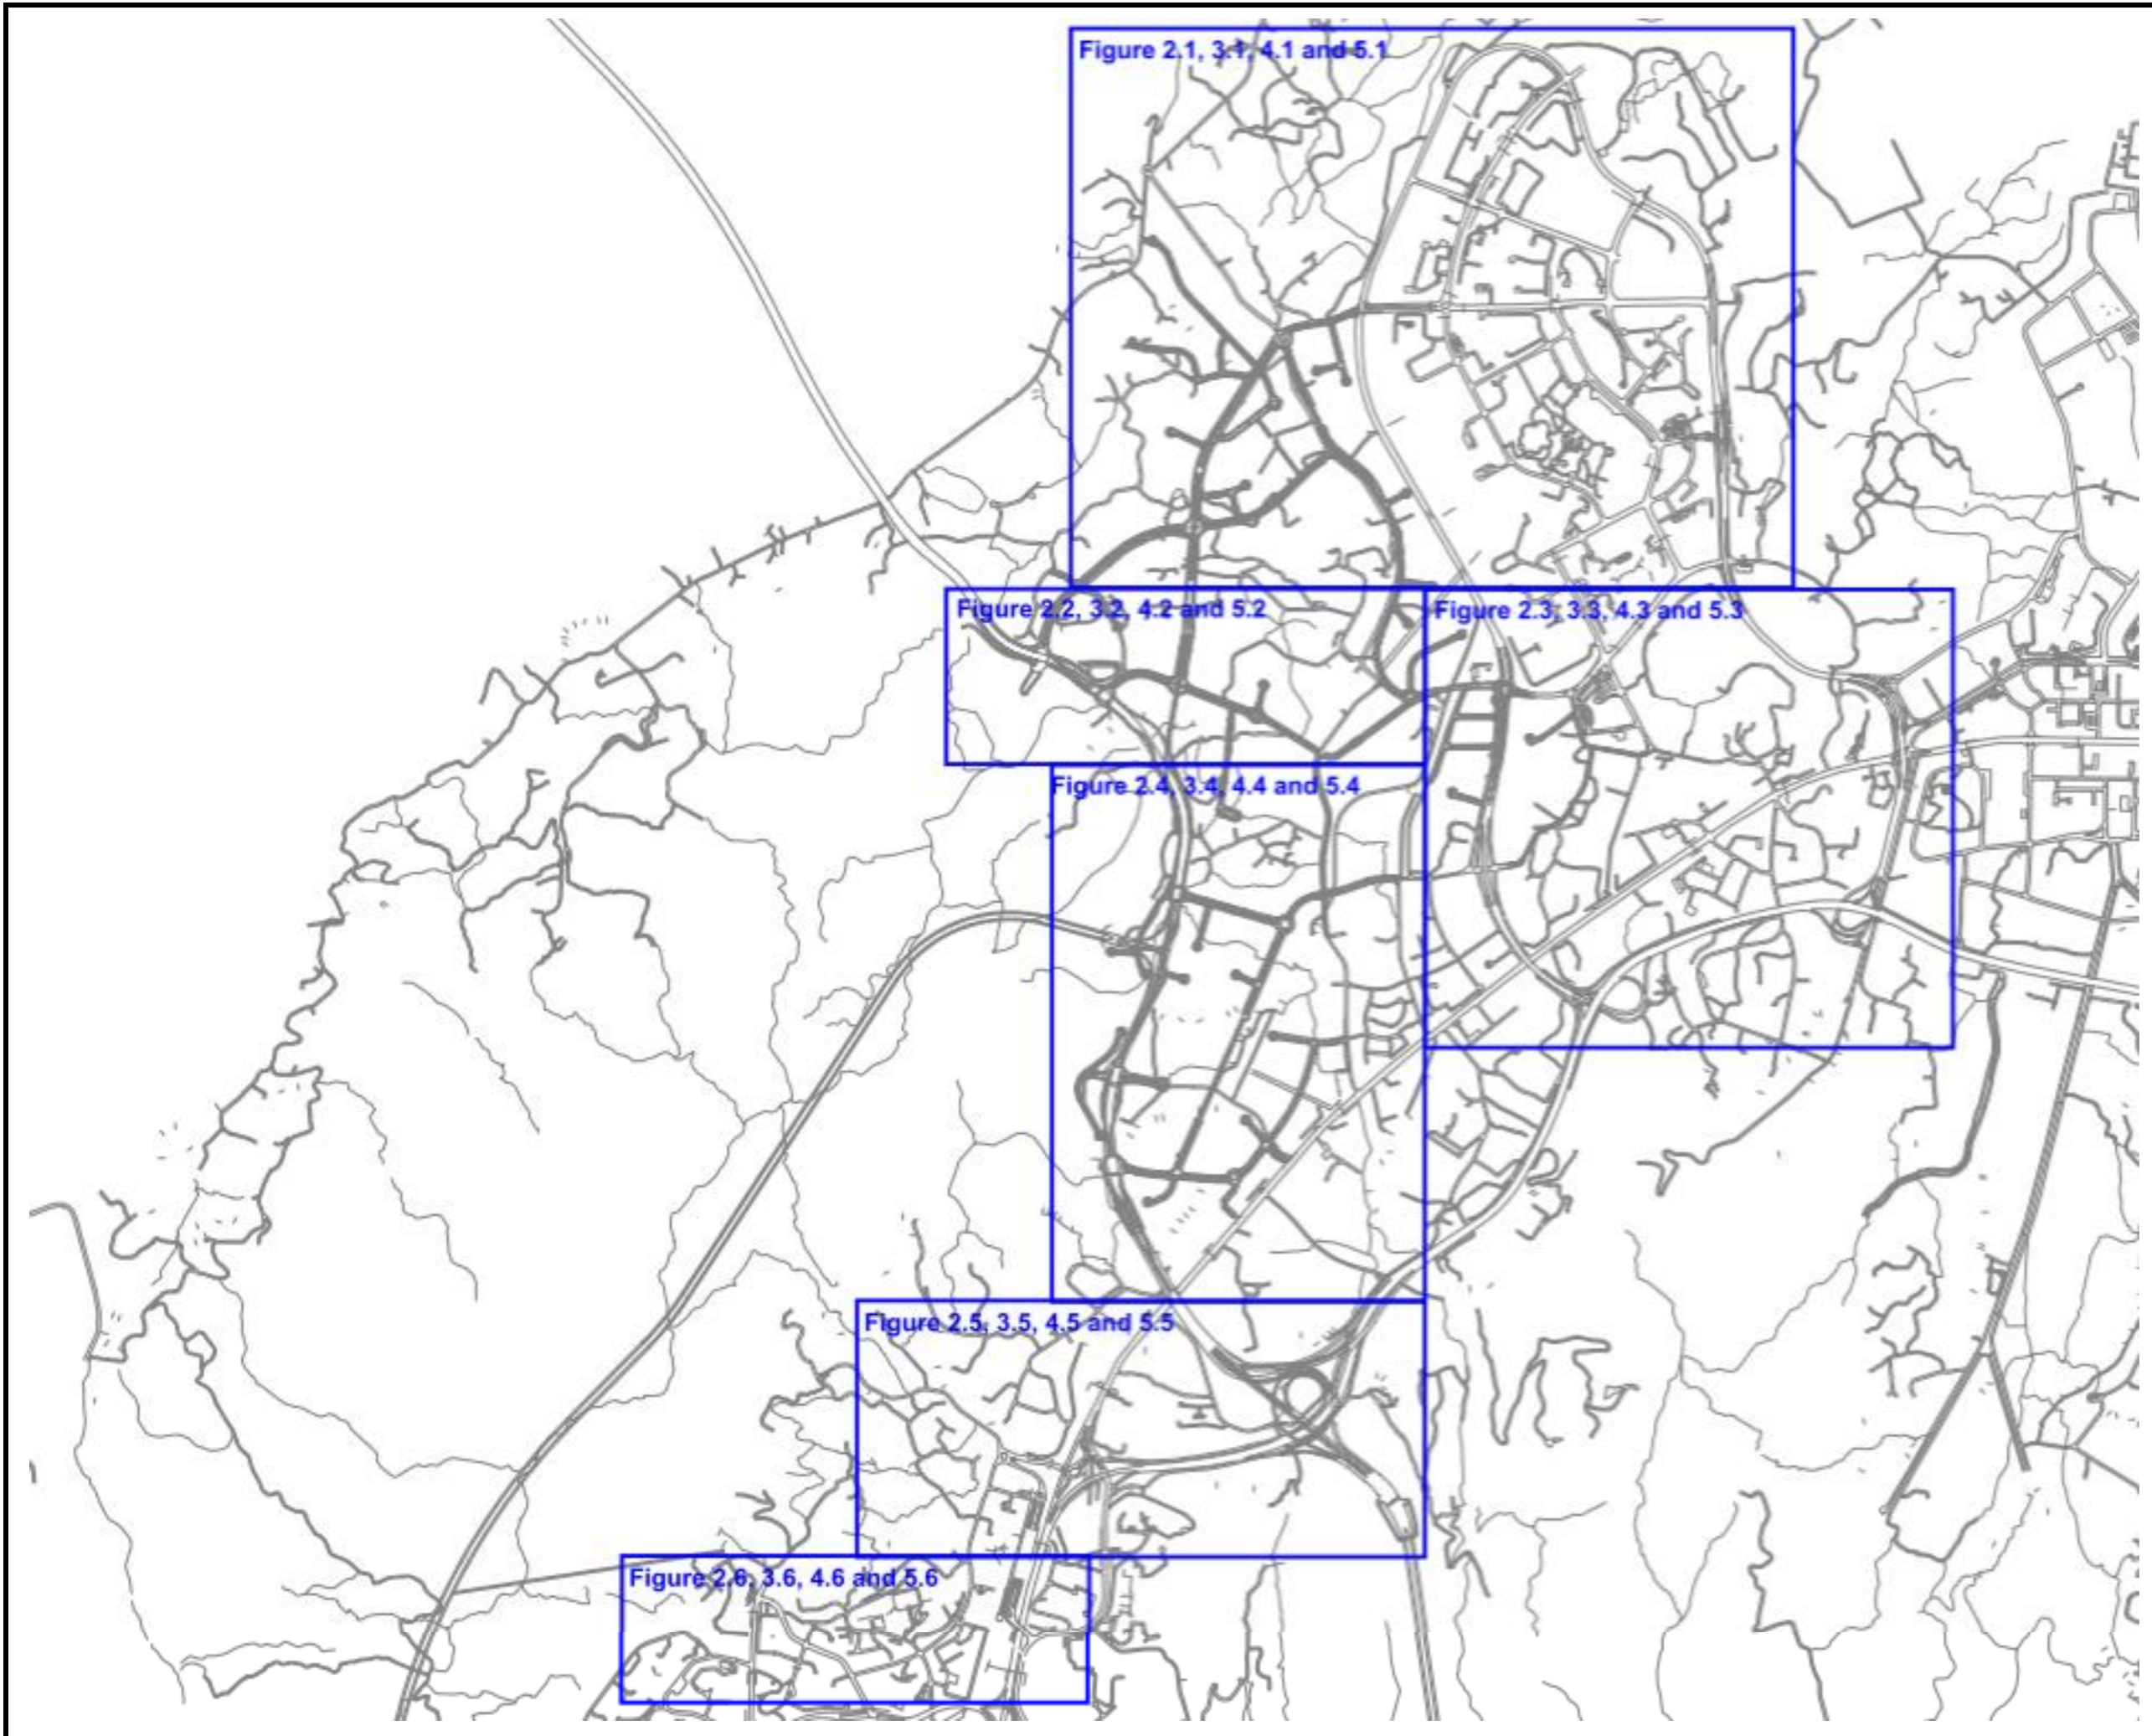 Figure 2.1, 3.1, 4.1 and 5.1
Figure 2.2, 3.2, 4.2 and 5.2
Figure 2.3, 3.3, 4.3 and 5.3
Figure 2.4, 3.4, 4.4 and 5.4
Figure 2.5, 3.5, 4.5 and 5.5
Figure 2.6, 3.6, 4.6 and 5.6